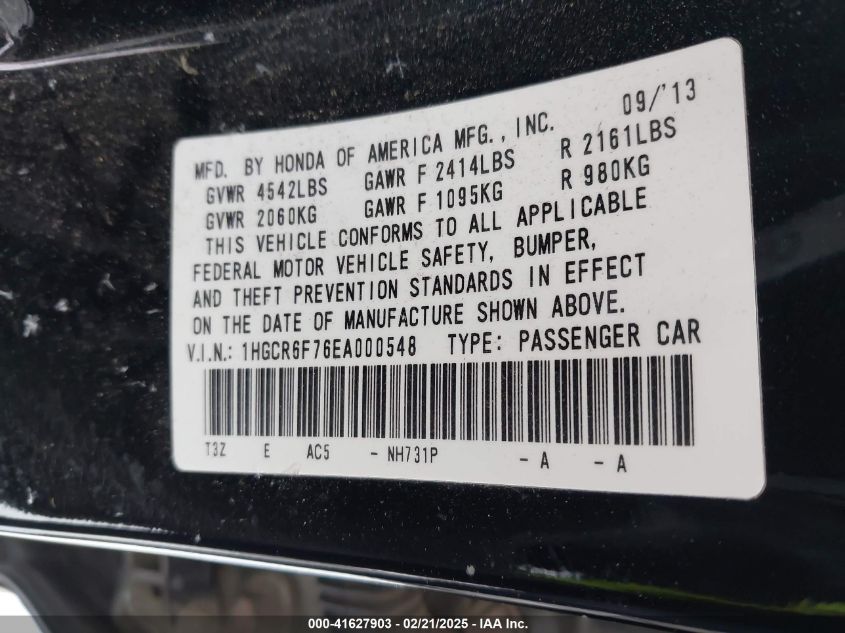 09/'13
MFD. BY HONDA OF AMERICA MFG., INC.
GVWR 4542LBS GAWR F 2414LBS R 2161LBS
GVWR 2060KG GAWR F 1095KG R 980KG
THIS VEHICLE CONFORMS TO ALL APPLICABLE
FEDERAL MOTOR VEHICLE SAFETY, BUMPER,
AND THEFT PREVENTION STANDARDS IN EFFECT
ON THE DATE OF MANUFACTURE SHOWN ABOVE.
V.I.N.: 1HGCR6F76EA000548 TYPE: PASSENGER CAR
T3Z E AC5 - NH731P - A - A
000-41627903 - 02/21/2025 - IAA Inc.